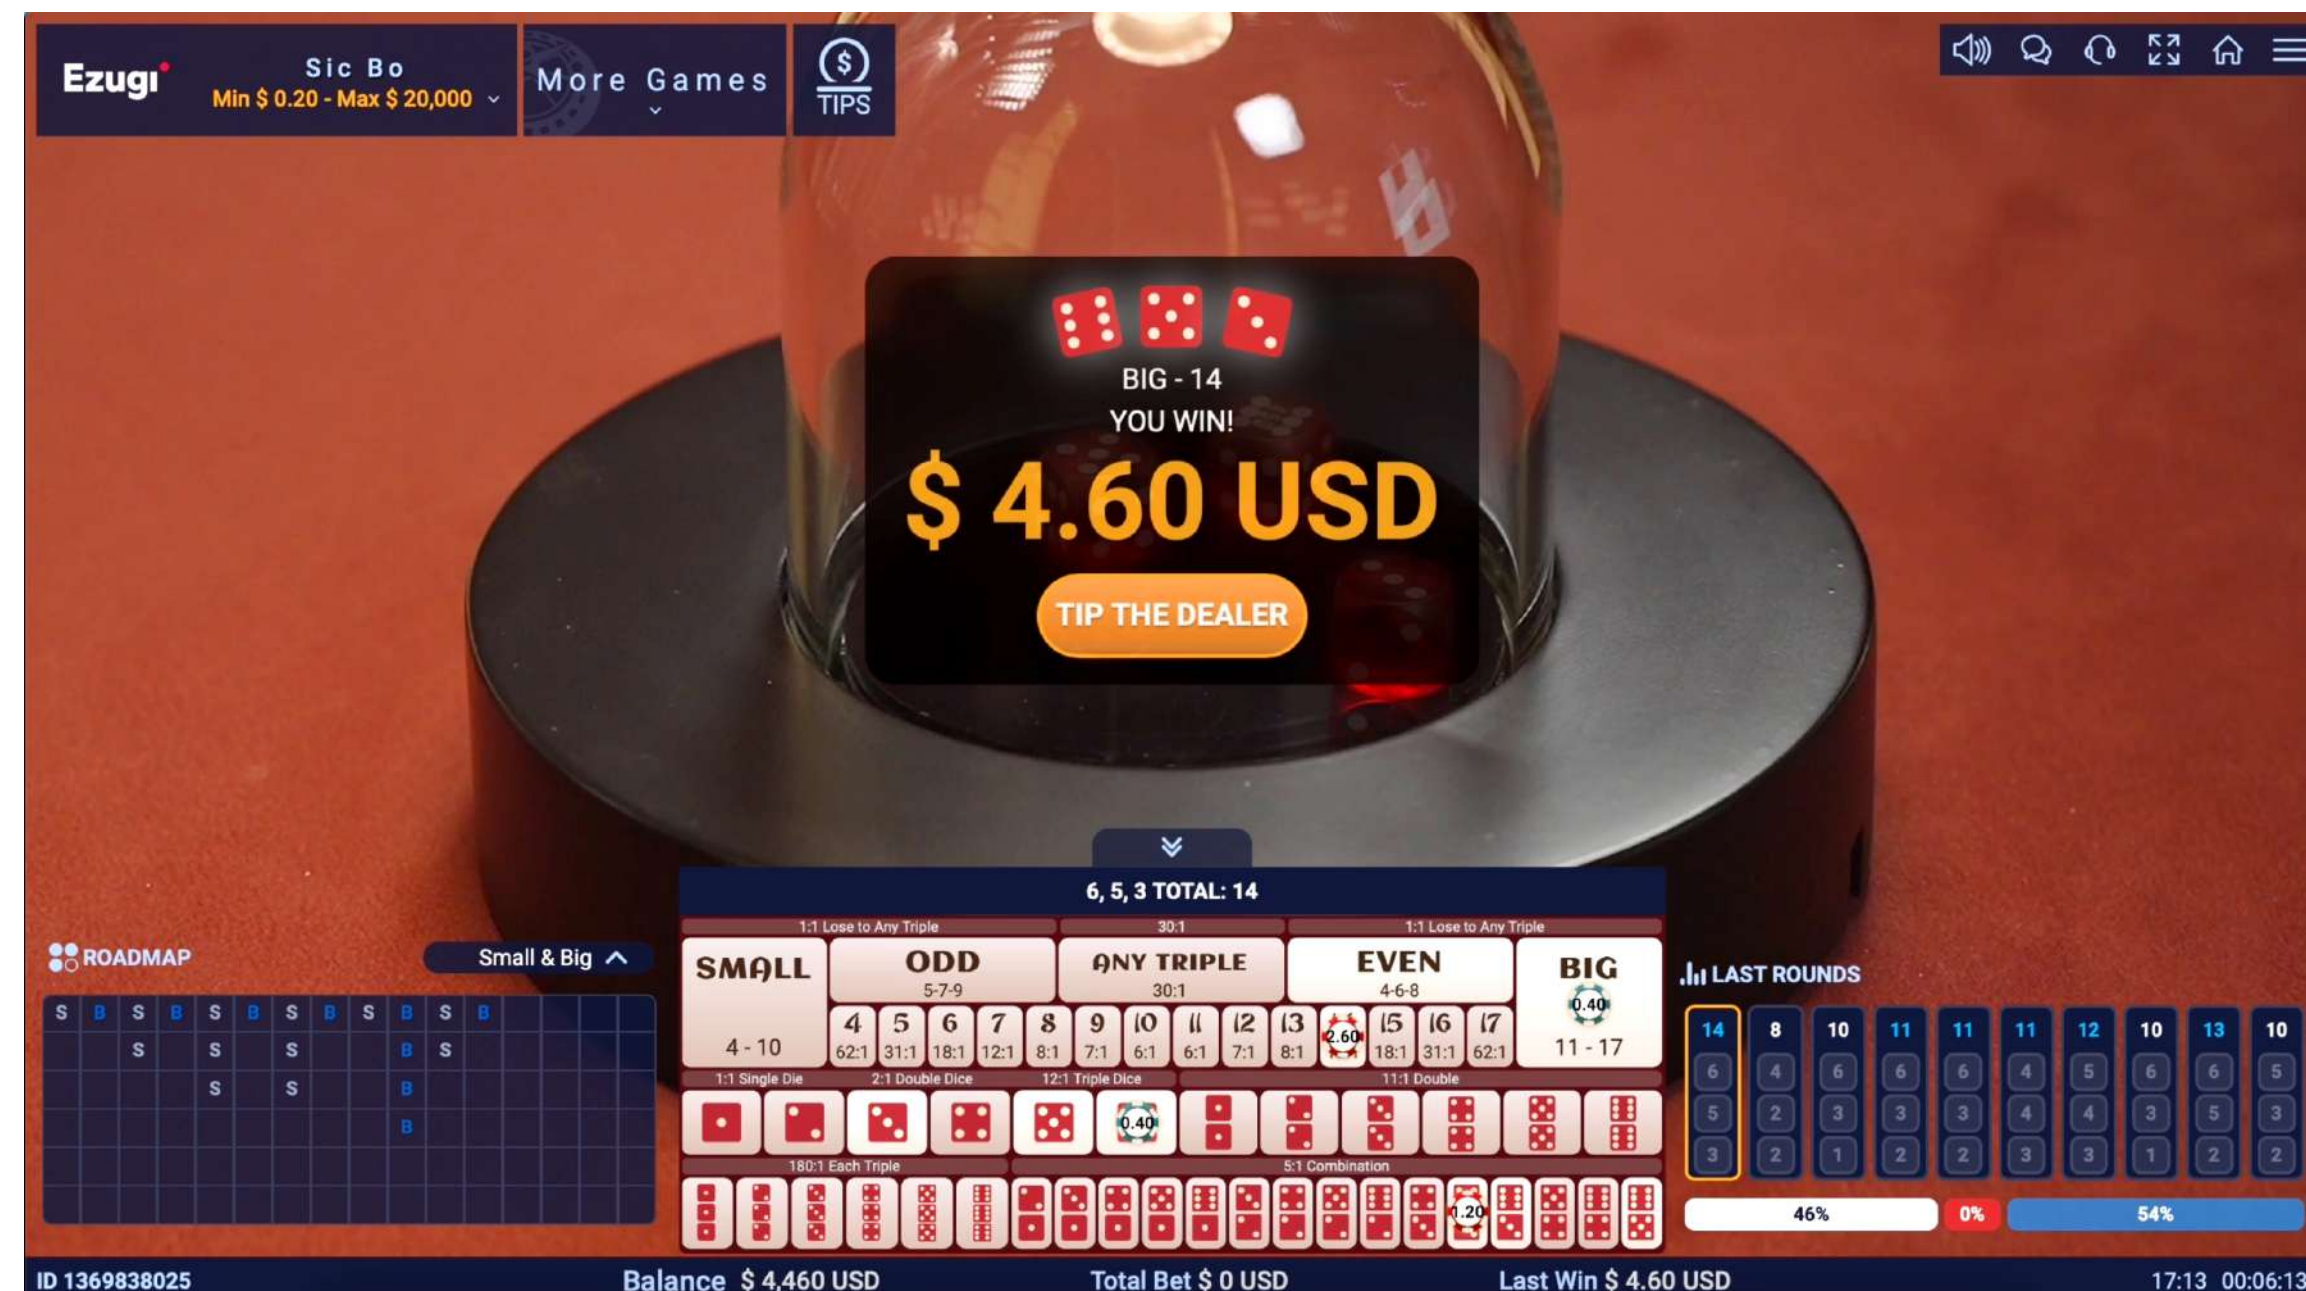 Ezugi
Sic Bo
Min $ 0.20 - Max $ 20,000
More Games
$
TIPS
BIG - 14
YOU WIN!
$ 4.60 USD
TIP THE DEALER
6, 5, 3 TOTAL: 14
1:1 Lose to Any Triple 30:1 1:1 Lose to Any Triple
SMALL 4 - 10
ODD 5-7-9
ANY TRIPLE 30:1
EVEN 4-6-8
BIG 0.40 11 - 17
4 5 6 7 8 9 10 11 12 13 2.60 15 16 17
62:1 31:1 18:1 12:1 8:1 7:1 6:1 6:1 7:1 8:1 18:1 31:1 62:1
1:1 Single Die 2:1 Double Dice 12:1 Triple Dice 11:1 Double
0.40
180:1 Each Triple 5:1 Combination
1.20
ROADMAP
Small & Big
S B S B S B S B S B S B
S S S B S
S S B
B
LAST ROUNDS
14 8 10 11 11 11 12 10 13 10
6 4 6 6 6 4 5 6 6 5
5 2 3 3 3 4 4 3 5 3
3 2 1 2 2 3 3 1 2 2
46% 0% 54%
ID 1369838025
Balance $ 4,460 USD
Total Bet $ 0 USD
Last Win $ 4.60 USD
17:13 00:06:13